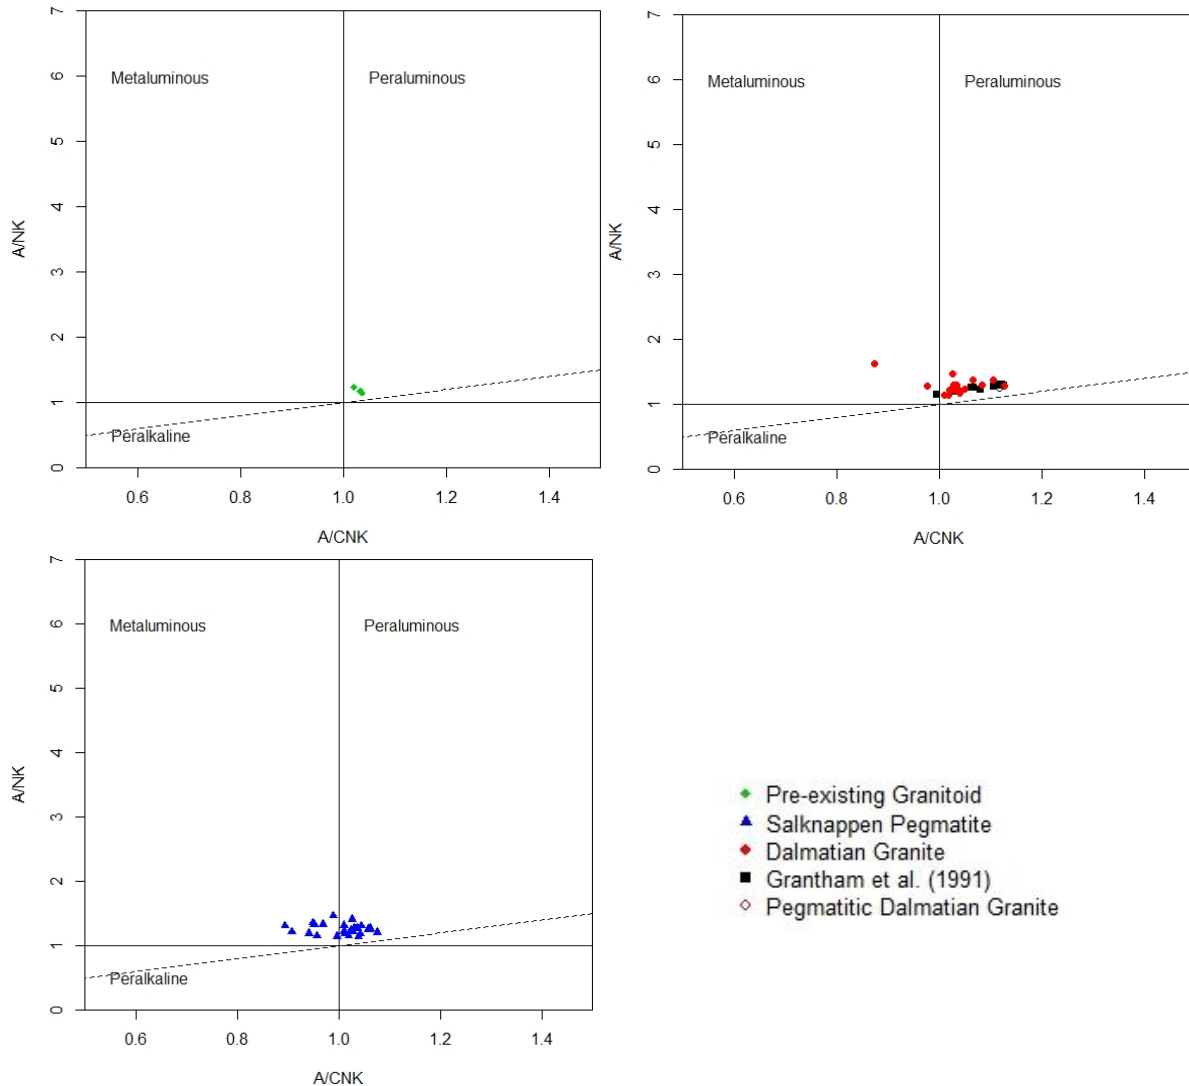 7
6
5
4
3
2
1
0
A/NK
Metaluminous
Peraluminous
Peralkaline
0.6 0.8 1.0 1.2 1.4
A/CNK
7
6
5
4
3
2
1
0
A/NK
Metaluminous
Peraluminous
Peralkaline
0.6 0.8 1.0 1.2 1.4
A/CNK
7
6
5
4
3
2
1
0
A/NK
Metaluminous
Peraluminous
Peralkaline
0.6 0.8 1.0 1.2 1.4
A/CNK
Pre-existing Granitoid
Salknappen Pegmatite
Dalmatian Granite
Grantham et al. (1991)
Pegmatitic Dalmatian Granite